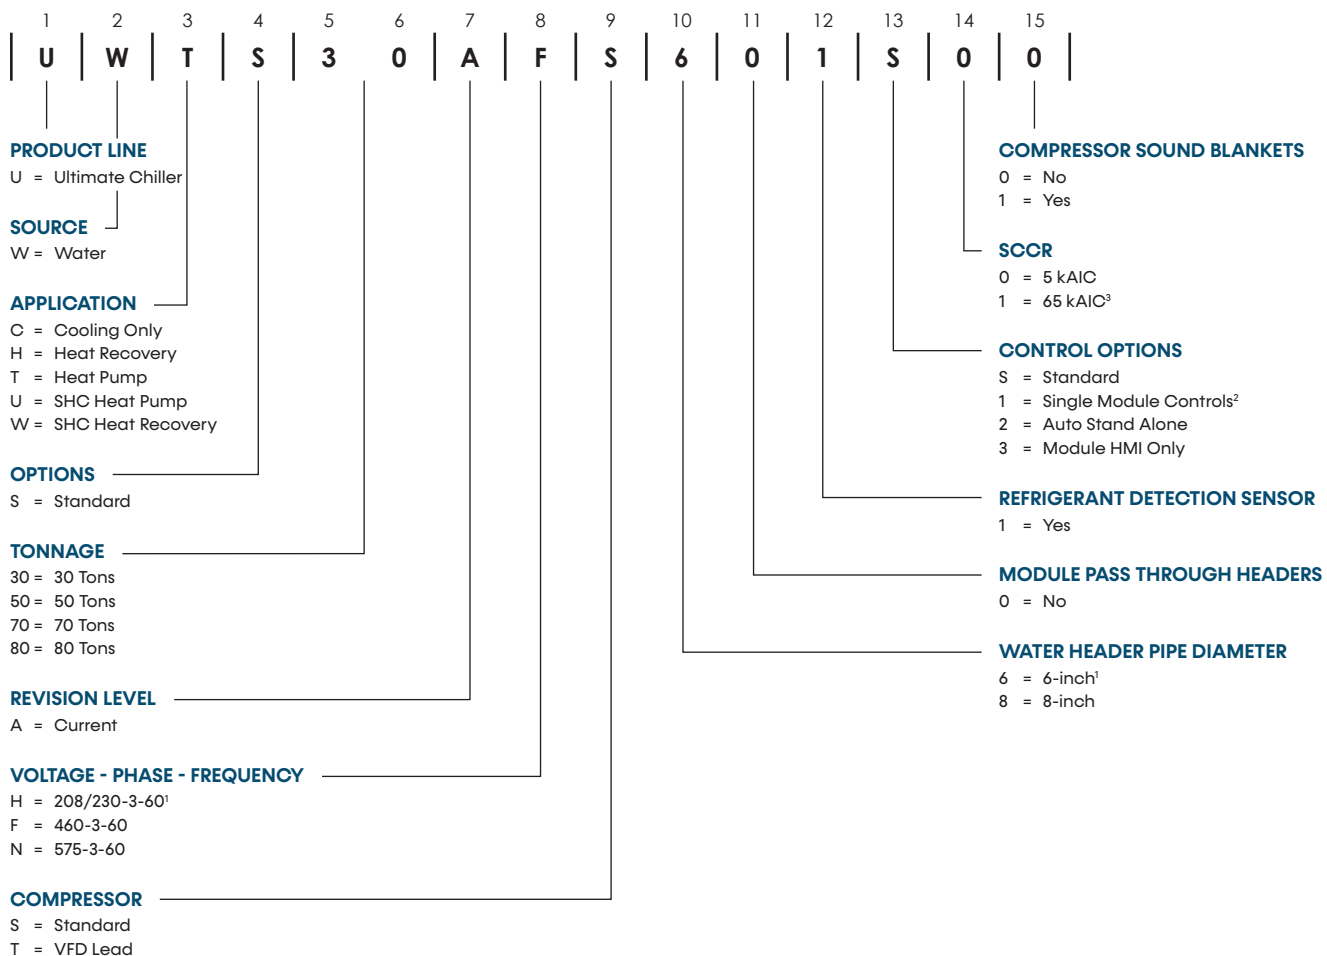 1 2 3 4 5 6 7 8 9 10 11 12 13 14 15
U W T S 3 0 A F S 6 0 1 S 0 0
PRODUCT LINE
U = Ultimate Chiller
SOURCE
W = Water
APPLICATION
C = Cooling Only
H = Heat Recovery
T = Heat Pump
U = SHC Heat Pump
W = SHC Heat Recovery
OPTIONS
S = Standard
TONNAGE
30 = 30 Tons
50 = 50 Tons
70 = 70 Tons
80 = 80 Tons
REVISION LEVEL
A = Current
VOLTAGE - PHASE - FREQUENCY
H = 208/230-3-60¹
F = 460-3-60
N = 575-3-60
COMPRESSOR
S = Standard
T = VFD Lead
COMPRESSOR SOUND BLANKETS
0 = No
1 = Yes
SCCR
0 = 5 kAIC
1 = 65 kAIC³
CONTROL OPTIONS
S = Standard
1 = Single Module Controls²
2 = Auto Stand Alone
3 = Module HMI Only
REFRIGERANT DETECTION SENSOR
1 = Yes
MODULE PASS THROUGH HEADERS
0 = No
WATER HEADER PIPE DIAMETER
6 = 6-inch¹
8 = 8-inch